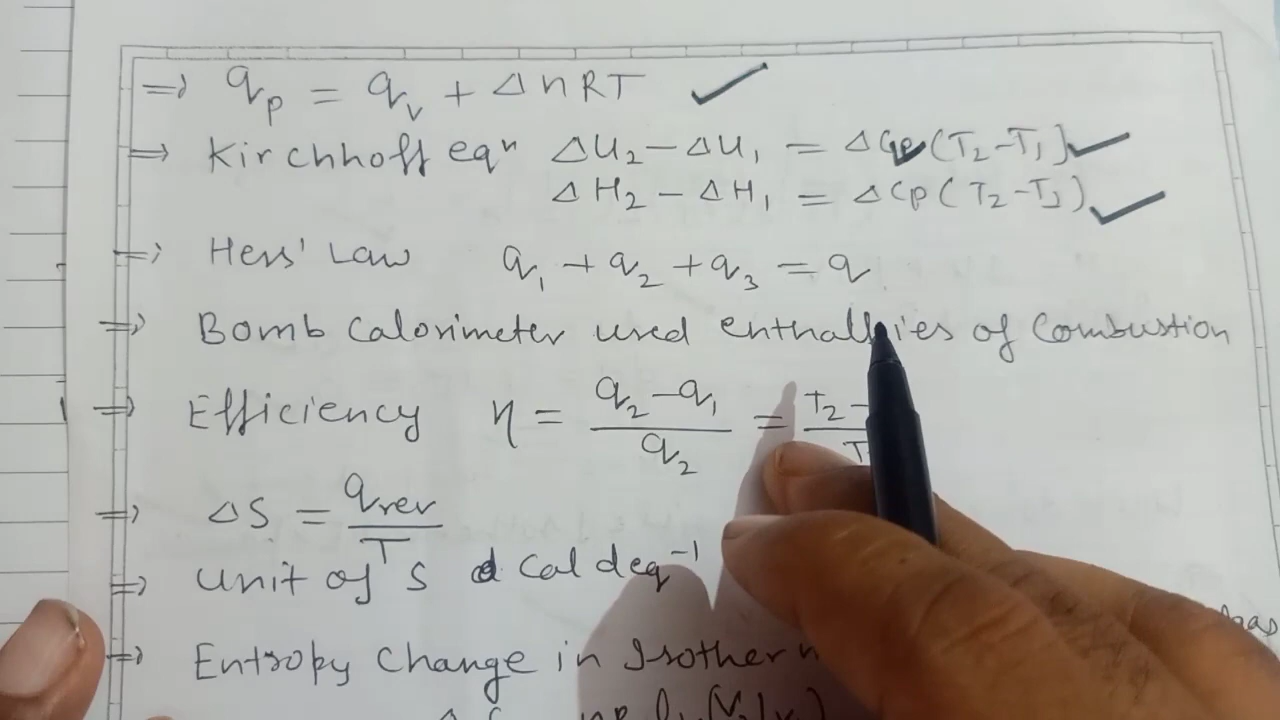 ⇒ qp = qv + ΔnRT ✓
⇒ Kirchhoff eqn ΔU2 - ΔU1 = ΔCv (T2-T1) ✓
ΔH2 - ΔH1 = ΔCp (T2-T1) ✓
⇒ Hess' Law q1 + q2 + q3 = q
⇒ Bomb Calorimeter used enthalpies of Combustion
⇒ Efficiency η = (q2 - q1) / q2 = T2 - / T
⇒ ΔS = qrev / T
⇒ unit of S Cal deg-1
gas
⇒ Entropy Change in